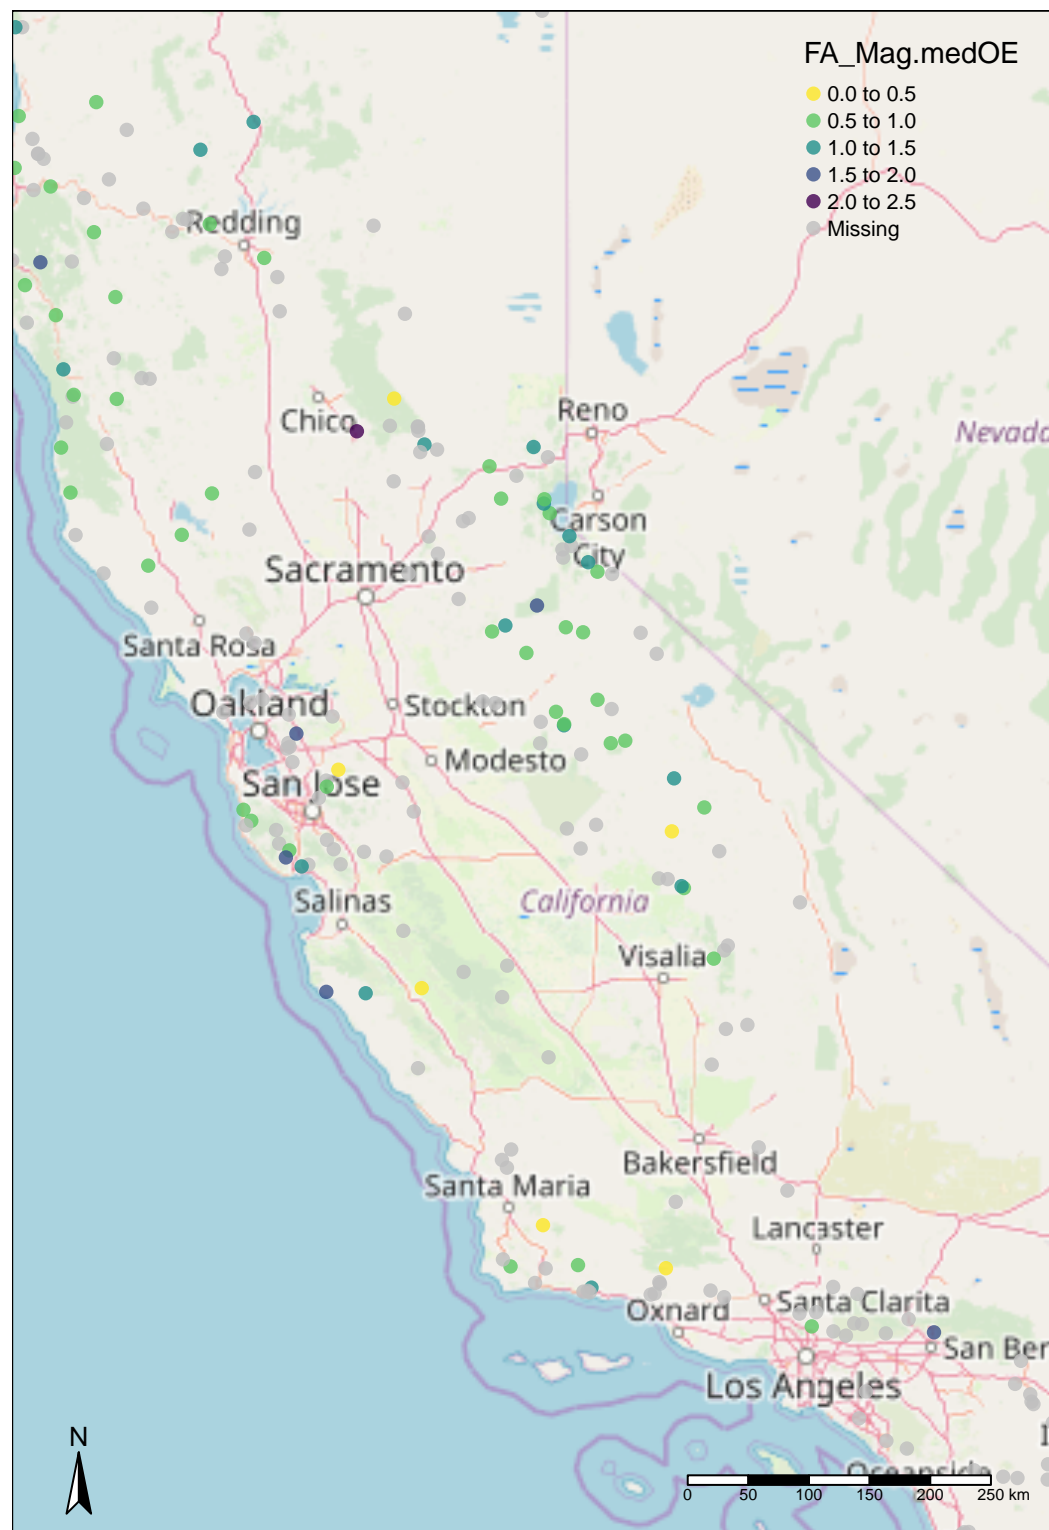 FA_Mag.medOE
0.0 to 0.5
0.5 to 1.0
1.0 to 1.5
1.5 to 2.0
2.0 to 2.5
Missing
Redding
Chico
Reno
Nevada
Carson
City
Sacramento
Santa Rosa
Oakland
Stockton
Modesto
San Jose
Salinas
California
Visalia
Bakersfield
Santa Maria
Lancaster
Santa Clarita
Oxnard
San Ber
Los Angeles
N
Oceanside
0 50 100 150 200 250 km